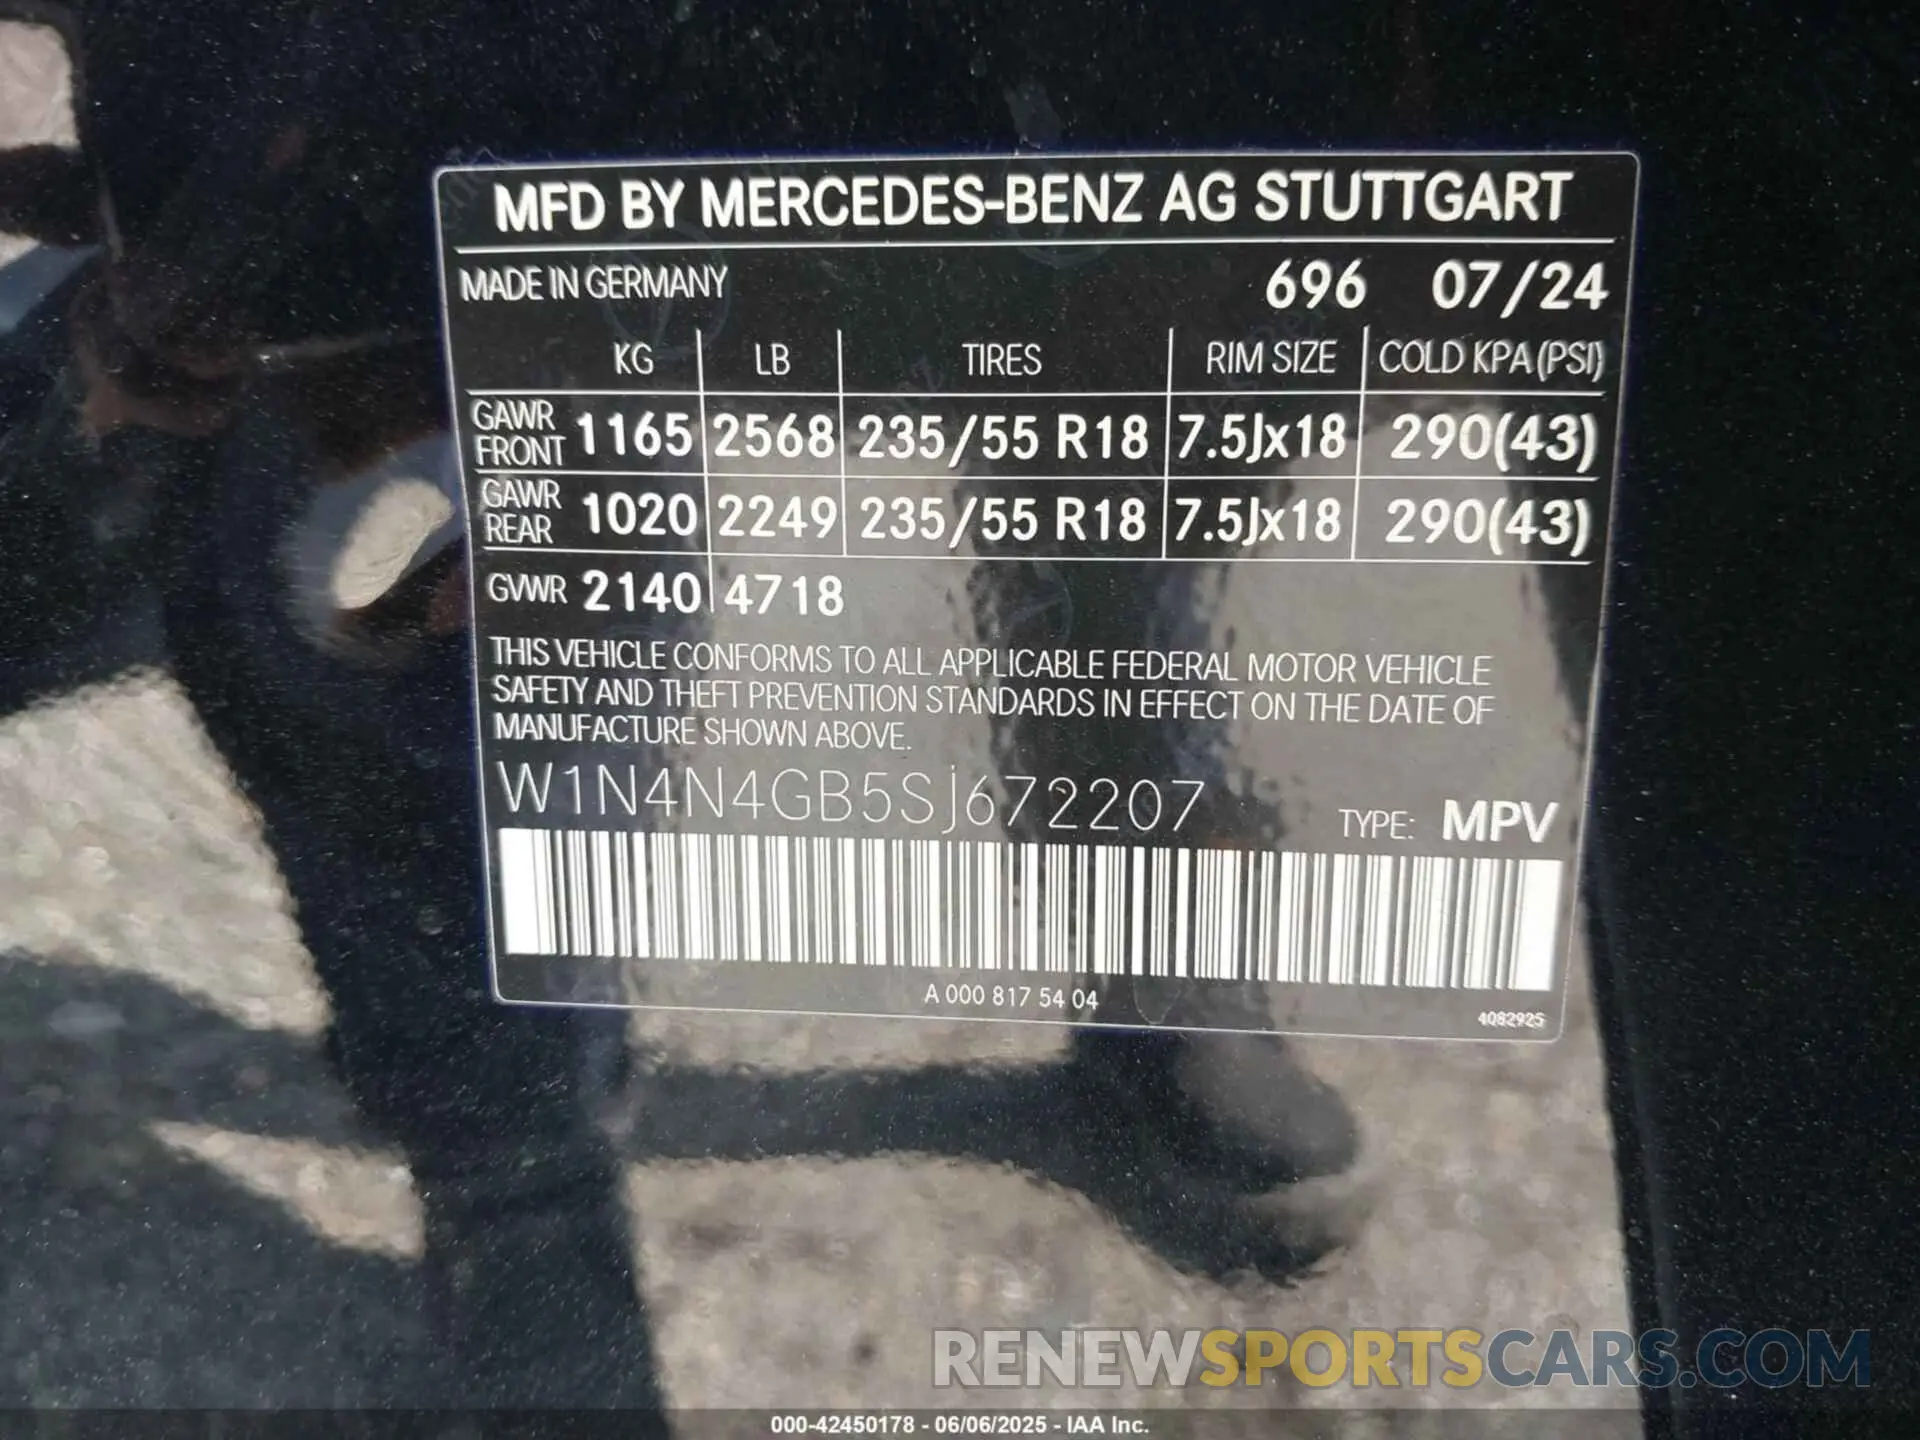 MFD BY MERCEDES-BENZ AG STUTTGART
MADE IN GERMANY 696 07/24
KG LB TIRES RIM SIZE COLD KPA(PSI)
GAWR FRONT 1165 2568 235/55 R18 7.5Jx18 290(43)
GAWR REAR 1020 2249 235/55 R18 7.5Jx18 290(43)
GVWR 2140 4718
THIS VEHICLE CONFORMS TO ALL APPLICABLE FEDERAL MOTOR VEHICLE
SAFETY AND THEFT PREVENTION STANDARDS IN EFFECT ON THE DATE OF
MANUFACTURE SHOWN ABOVE.
W1N4N4GB5SJ672207 TYPE: MPV
A 000 817 54 04
4082925
RENEWSPORTSCARS.COM
000-42450178 - 06/06/2025 - IAA Inc.